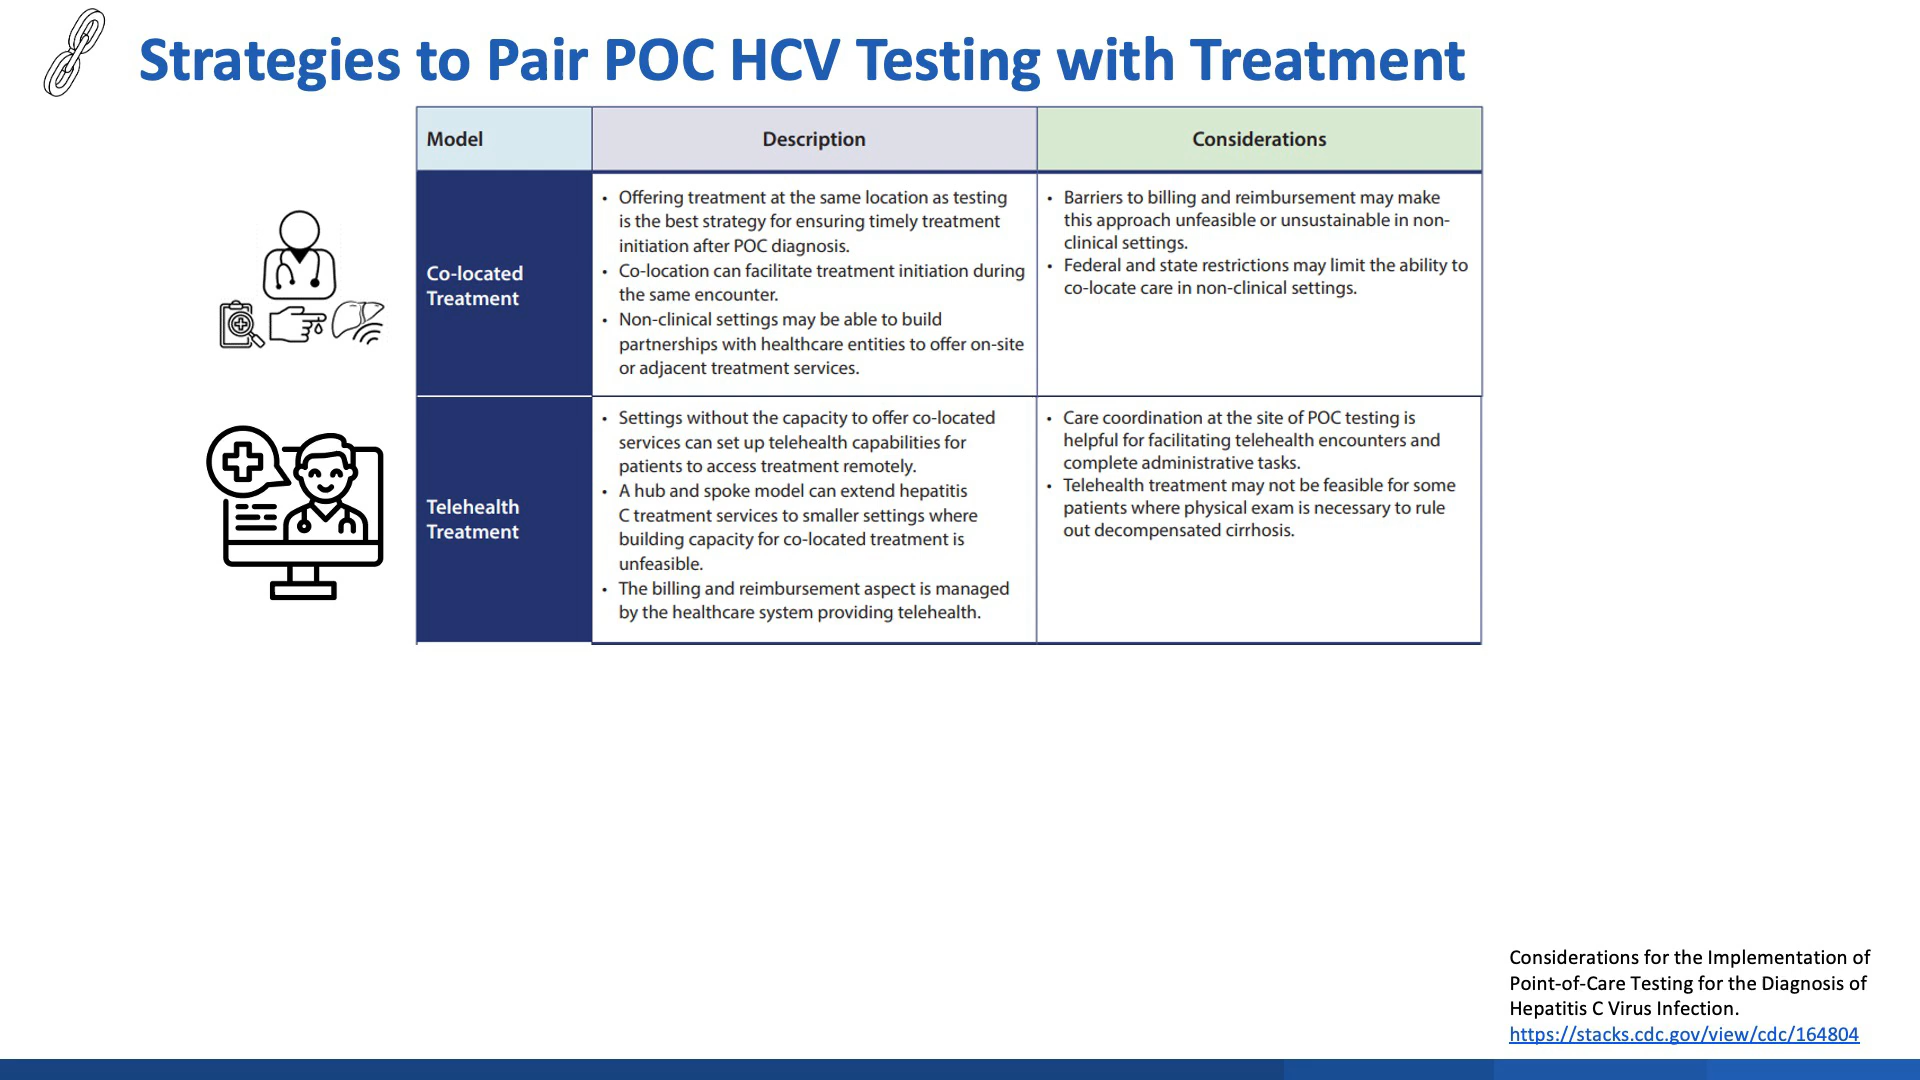 Strategies to Pair POC HCV Testing with Treatment
Model
Description
Considerations
Co-located
Treatment
• Offering treatment at the same location as testing
is the best strategy for ensuring timely treatment
initiation after POC diagnosis.
• Co-location can facilitate treatment initiation during
the same encounter.
• Non-clinical settings may be able to build
partnerships with healthcare entities to offer on-site
or adjacent treatment services.
• Barriers to billing and reimbursement may make
this approach unfeasible or unsustainable in non-
clinical settings.
• Federal and state restrictions may limit the ability to
co-locate care in non-clinical settings.
Telehealth
Treatment
• Settings without the capacity to offer co-located
services can set up telehealth capabilities for
patients to access treatment remotely.
• A hub and spoke model can extend hepatitis
C treatment services to smaller settings where
building capacity for co-located treatment is
unfeasible.
• The billing and reimbursement aspect is managed
by the healthcare system providing telehealth.
• Care coordination at the site of POC testing is
helpful for facilitating telehealth encounters and
complete administrative tasks.
• Telehealth treatment may not be feasible for some
patients where physical exam is necessary to rule
out decompensated cirrhosis.
Considerations for the Implementation of
Point-of-Care Testing for the Diagnosis of
Hepatitis C Virus Infection.
https://stacks.cdc.gov/view/cdc/164804